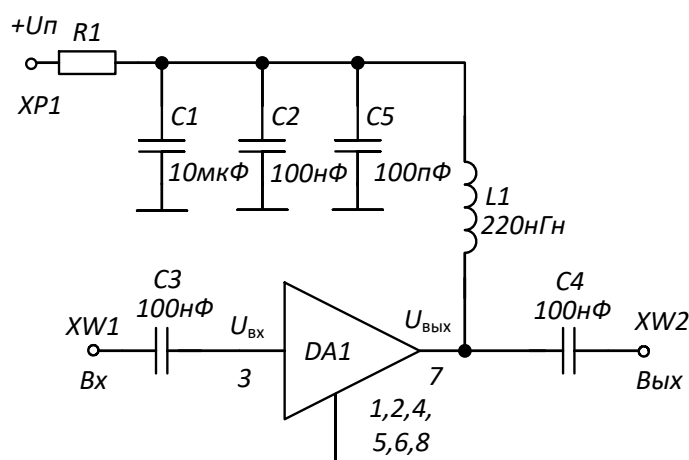 +Uп
R1
XP1
C1
10мкФ
C2
100нФ
C5
100пФ
L1
220нГн
C3
100нФ
C4
100нФ
XW1
Вх
Uвх
3
DA1
Uвых
7
XW2
Вых
1,2,4,
5,6,8